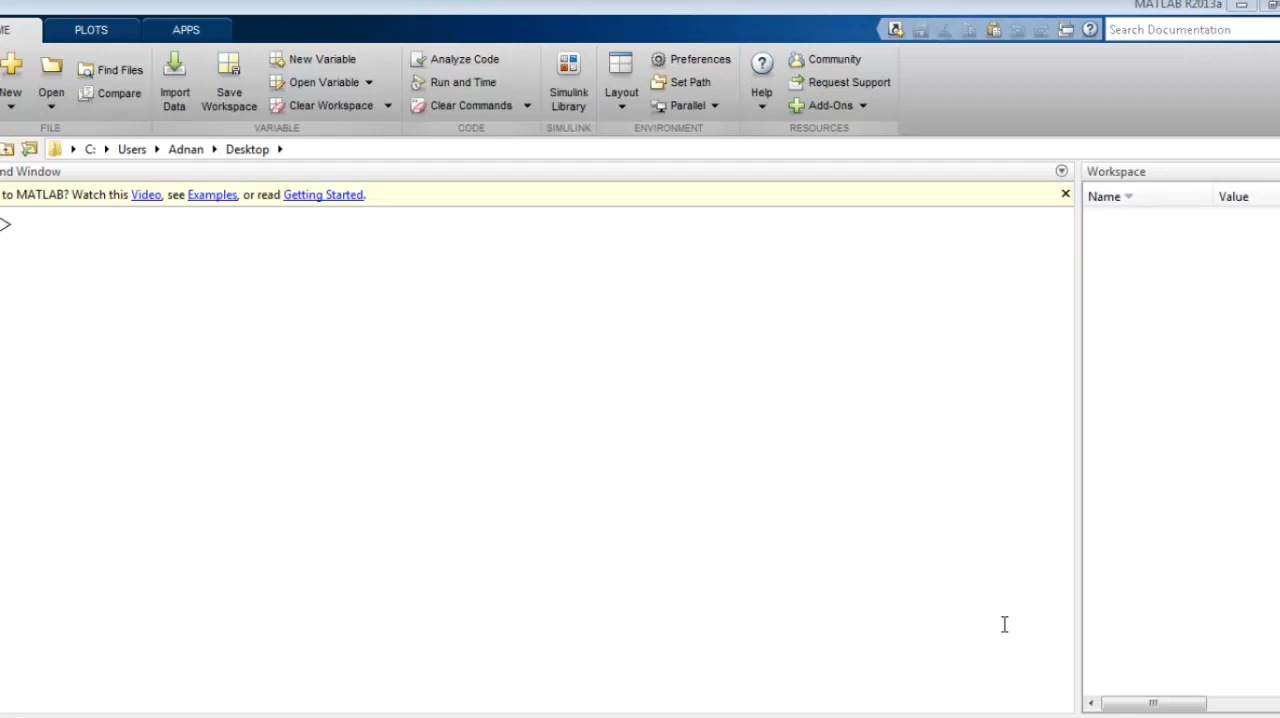 MATLAB R2013a
ME PLOTS APPS Search Documentation
New Open Find Files Compare Import Data Save Workspace New Variable Open Variable Clear Workspace Analyze Code Run and Time Clear Commands Simulink Library Layout Preferences Set Path Parallel Help Community Request Support Add-Ons
FILE VARIABLE CODE SIMULINK ENVIRONMENT RESOURCES
C: Users Adnan Desktop
nd Window Workspace
to MATLAB? Watch this Video, see Examples, or read Getting Started.
Name Value
>